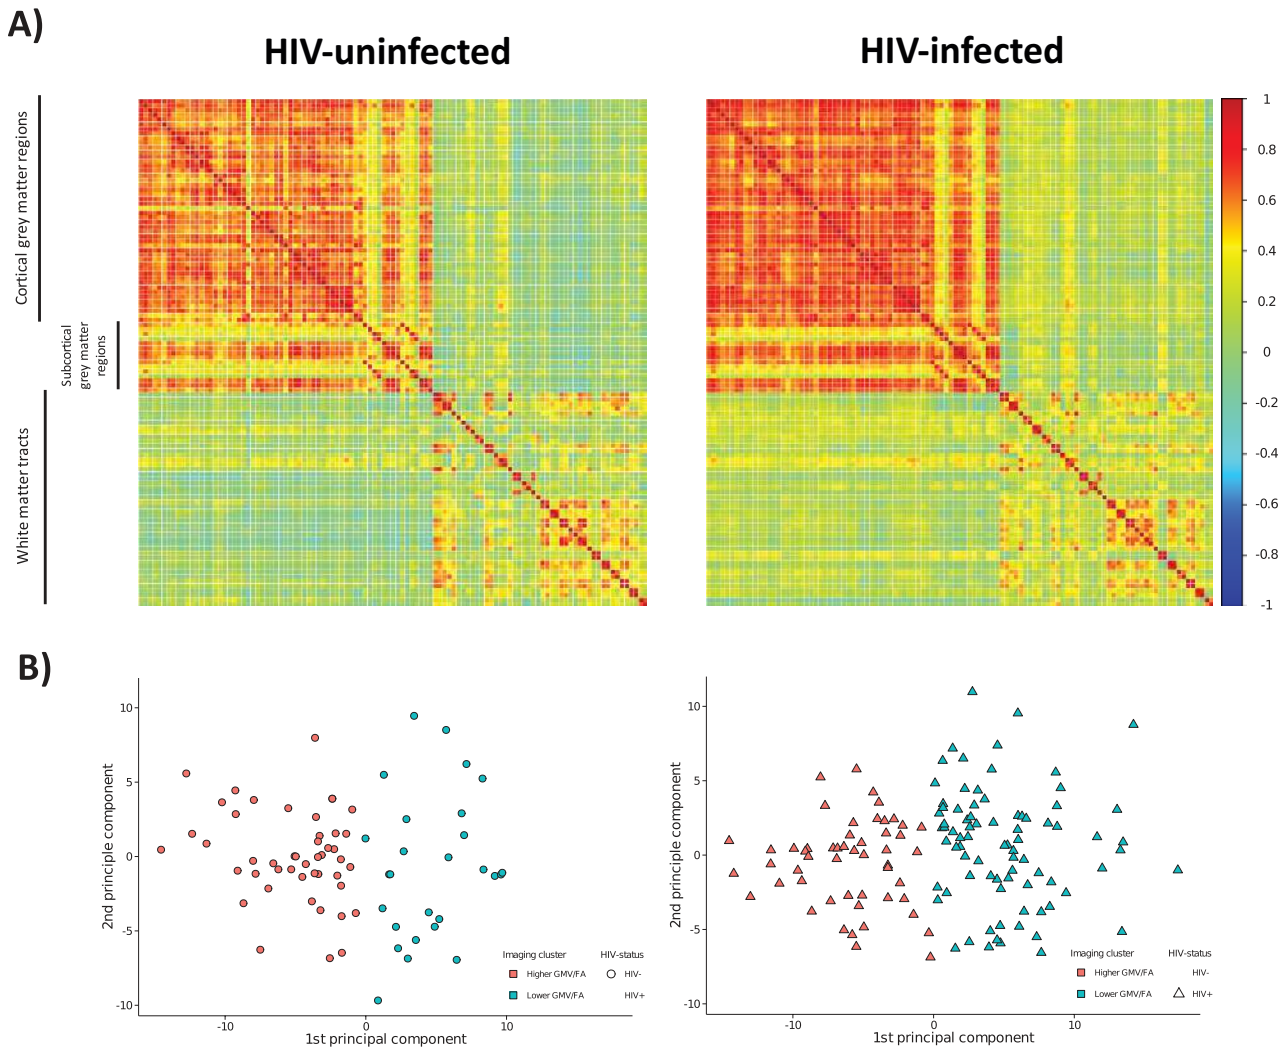 A)
HIV-uninfected
HIV-infected
Cortical grey matter regions
Subcortical
grey matter
regions
White matter tracts
1
0.8
0.6
0.4
0.2
0
-0.2
-0.4
-0.6
-0.8
-1
B)
2nd principle component
10
5
0
-5
-10
-10
0
10
1st principal component
Imaging cluster
HIV-status
Higher GMV/FA
HIV-
Lower GMV/FA
HIV+
2nd principle component
10
5
0
-5
-10
-10
0
10
1st principal component
Imaging cluster
HIV-status
Higher GMV/FA
HIV-
Lower GMV/FA
HIV+